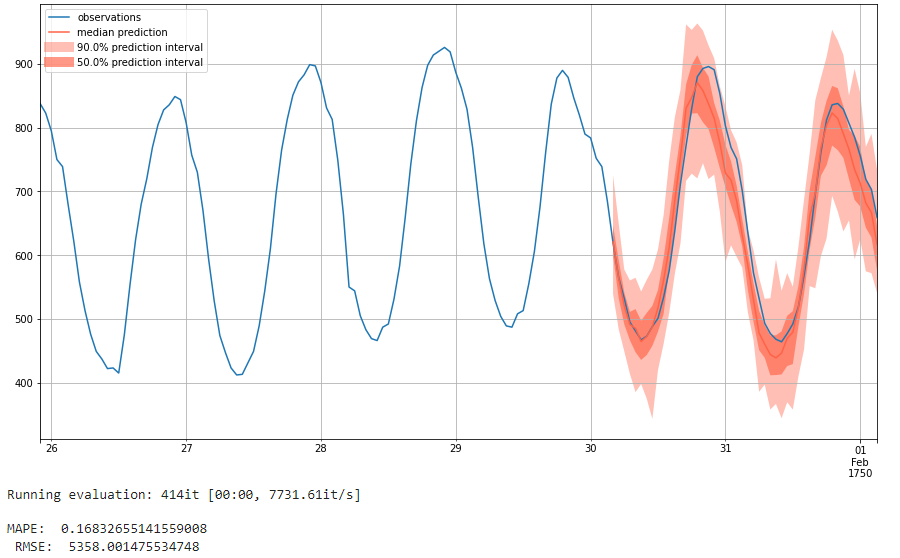 observations
median prediction
90.0% prediction interval
50.0% prediction interval
900
800
700
600
500
400
26 27 28 29 30 31 01
Feb
1750
Running evaluation: 414it [00:00, 7731.61it/s]
MAPE: 0.16832655141559008
RMSE: 5358.001475534748